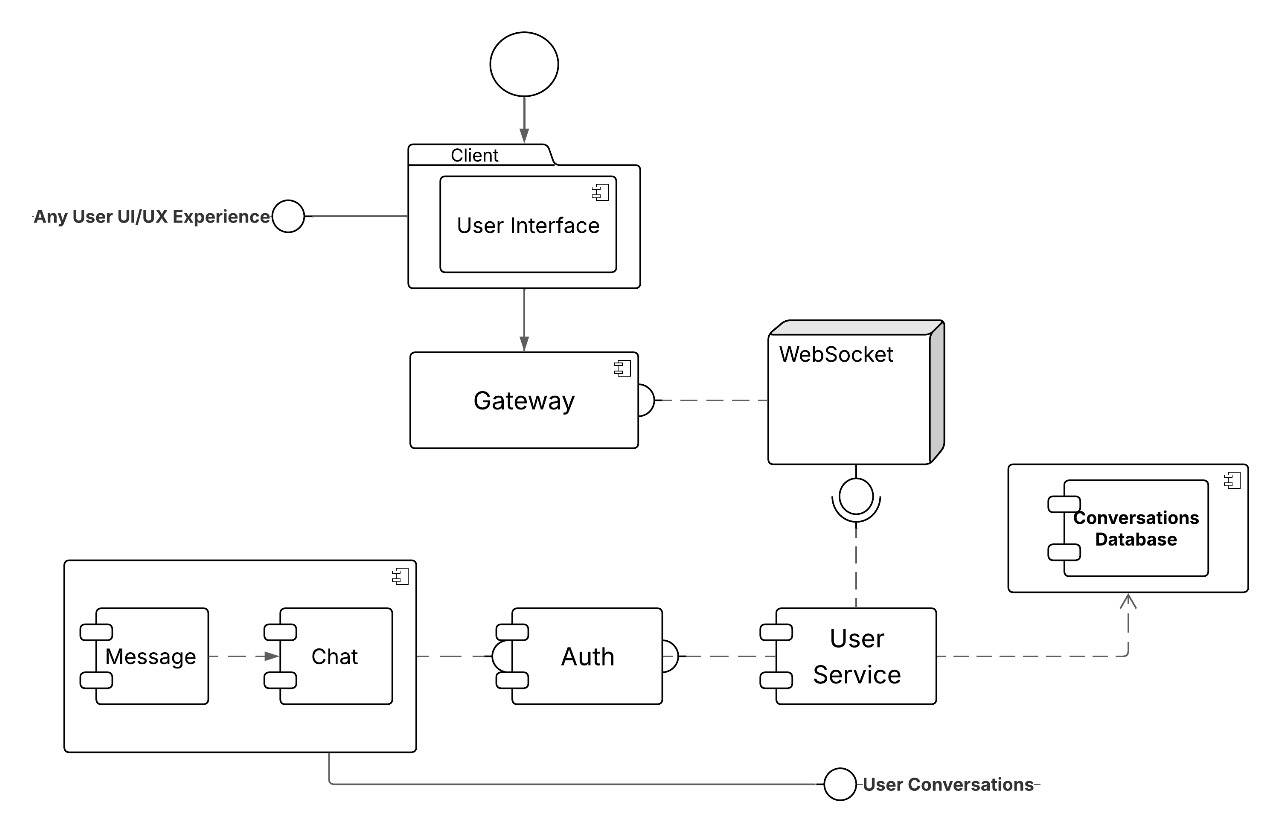 Client
Any User UI/UX Experience
User Interface
WebSocket
Gateway
Conversations
Database
Message
Chat
Auth
User
Service
User Conversations